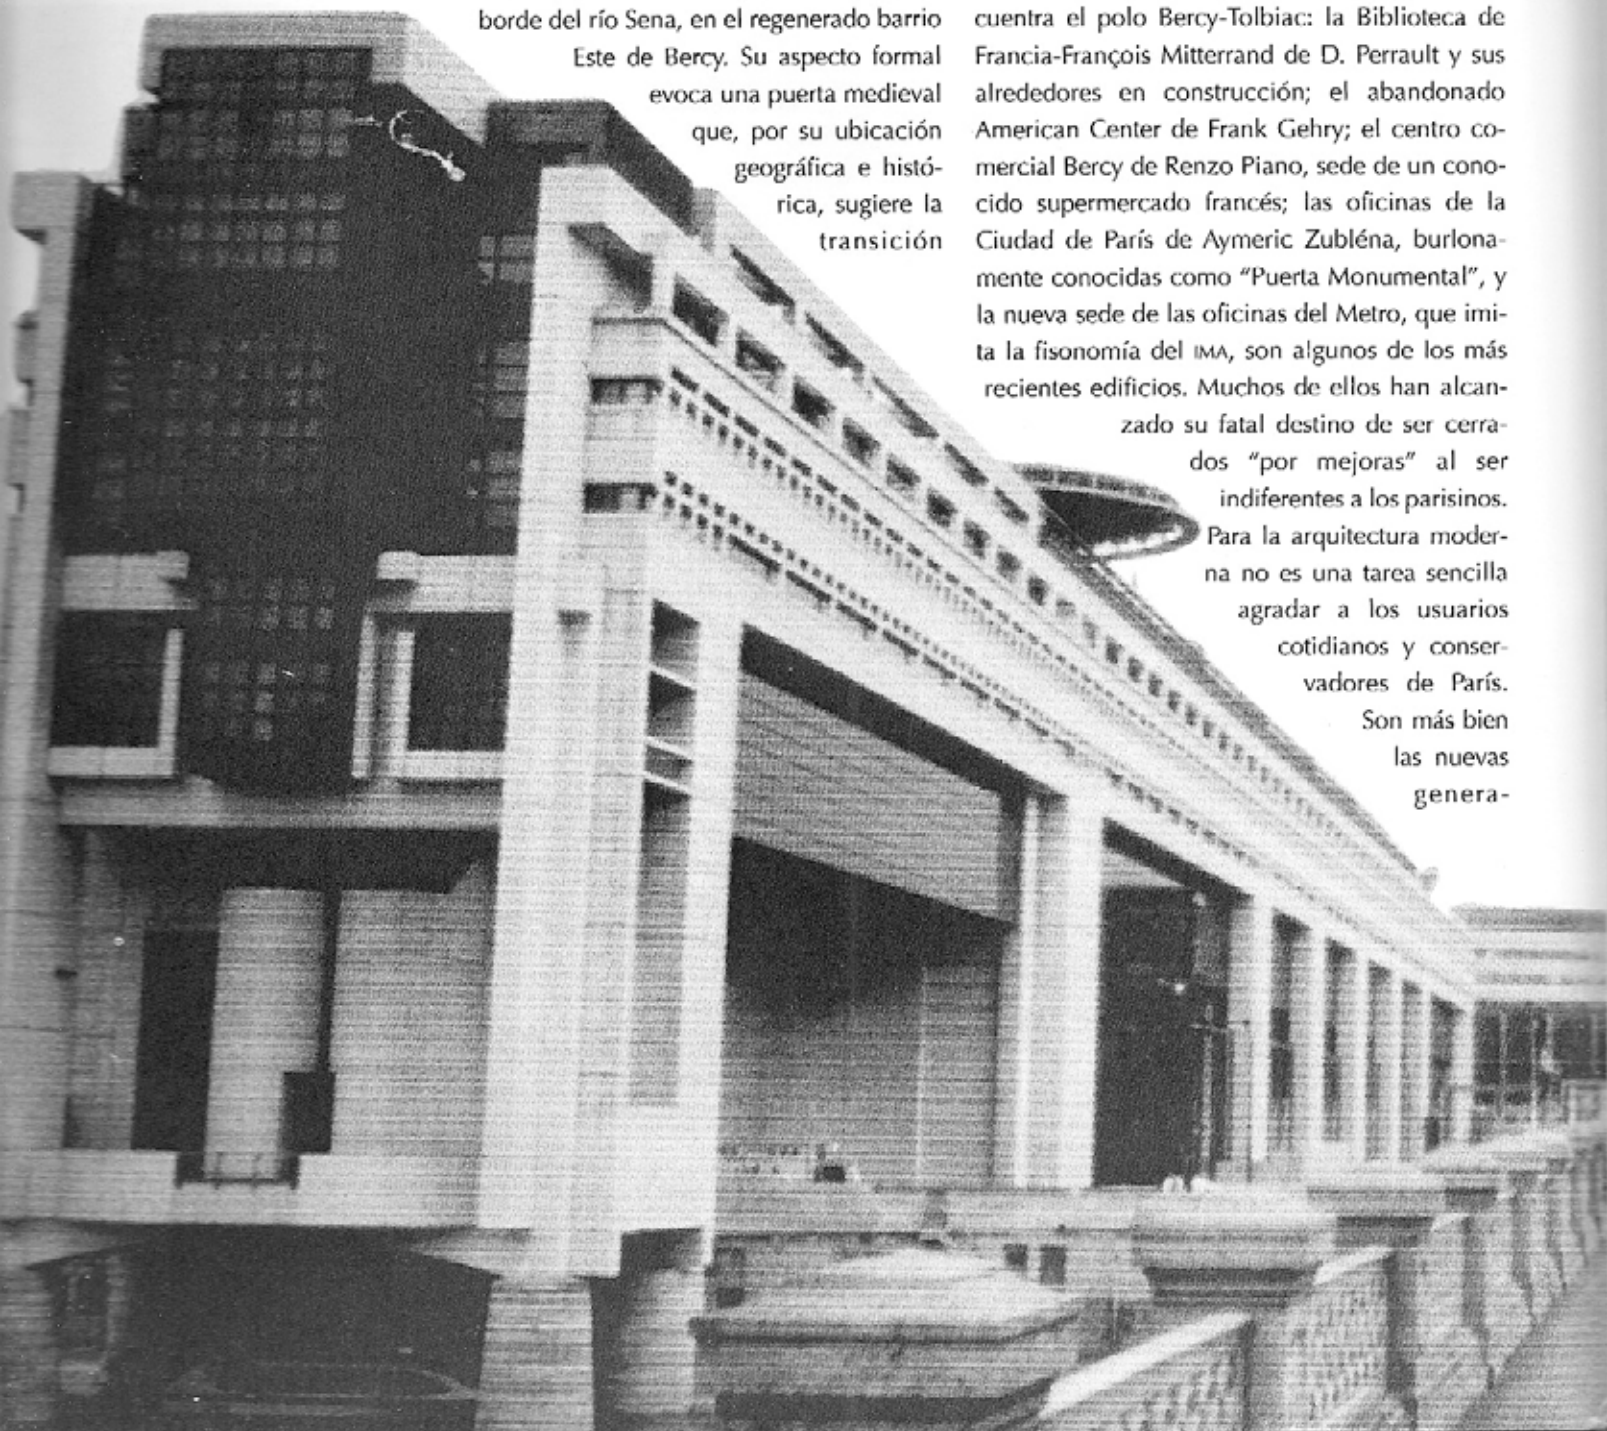 borde del río Sena, en el regenerado barrio
Este de Bercy. Su aspecto formal
evoca una puerta medieval
que, por su ubicación
geográfica e histó-
rica, sugiere la
transición
cuentra el polo Bercy-Tolbiac: la Biblioteca de
Francia-François Mitterrand de D. Perrault y sus
alrededores en construcción; el abandonado
American Center de Frank Gehry; el centro co-
mercial Bercy de Renzo Piano, sede de un cono-
cido supermercado francés; las oficinas de la
Ciudad de París de Aymeric Zubléna, burlona-
mente conocidas como “Puerta Monumental”, y
la nueva sede de las oficinas del Metro, que imi-
ta la fisonomía del IMA, son algunos de los más
recientes edificios. Muchos de ellos han alcan-
zado su fatal destino de ser cerra-
dos “por mejoras” al ser
indiferentes a los parisinos.
Para la arquitectura moder-
na no es una tarea sencilla
agradar a los usuarios
cotidianos y conser-
vadores de París.
Son más bien
las nuevas
genera-